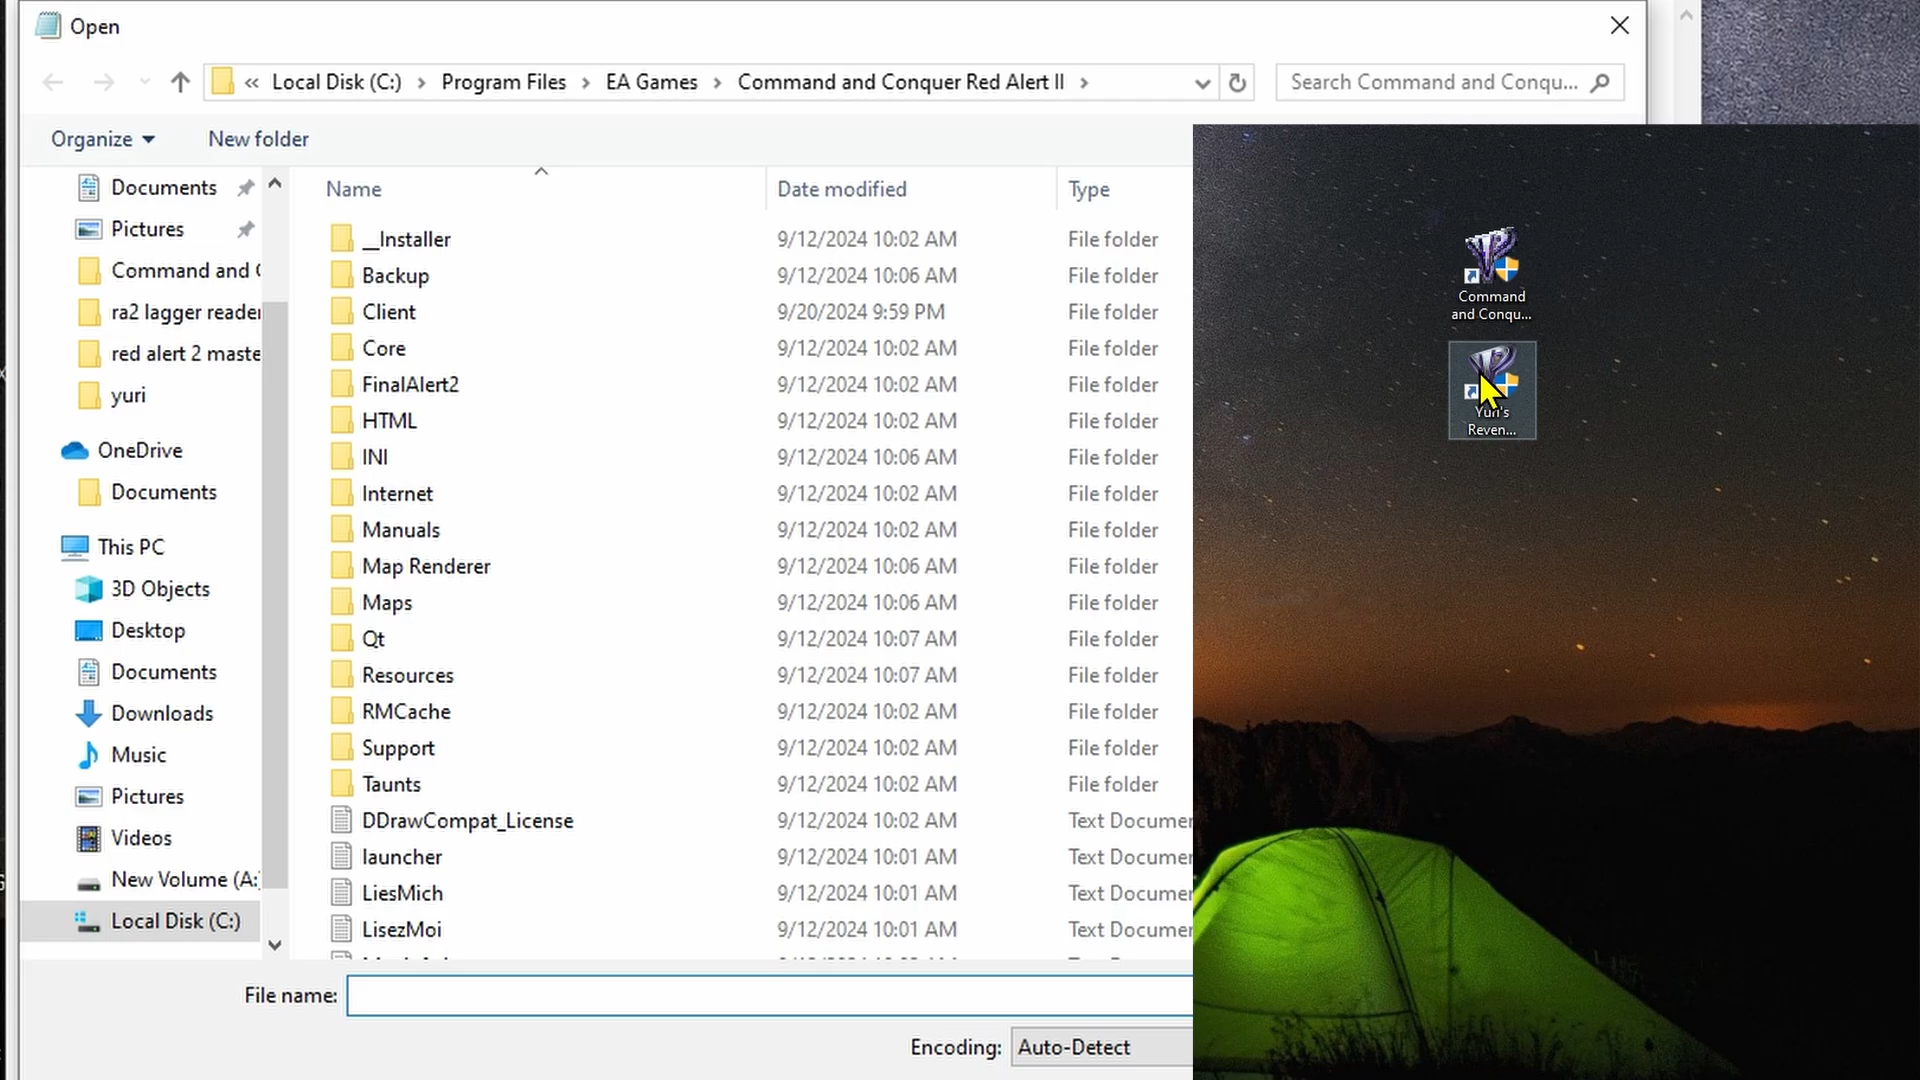 Open
« Local Disk (C:) › Program Files › EA Games › Command and Conquer Red Alert II ›
Search Command and Conqu...
Organize
New folder
Documents
Pictures
Command and C
ra2 lagger reader
red alert 2 maste
yuri
OneDrive
Documents
This PC
3D Objects
Desktop
Documents
Downloads
Music
Pictures
Videos
New Volume (A:)
Local Disk (C:)
Name Date modified Type
__Installer 9/12/2024 10:02 AM File folder
Backup 9/12/2024 10:06 AM File folder
Client 9/20/2024 9:59 PM File folder
Core 9/12/2024 10:02 AM File folder
FinalAlert2 9/12/2024 10:02 AM File folder
HTML 9/12/2024 10:02 AM File folder
INI 9/12/2024 10:06 AM File folder
Internet 9/12/2024 10:02 AM File folder
Manuals 9/12/2024 10:02 AM File folder
Map Renderer 9/12/2024 10:06 AM File folder
Maps 9/12/2024 10:06 AM File folder
Qt 9/12/2024 10:07 AM File folder
Resources 9/12/2024 10:07 AM File folder
RMCache 9/12/2024 10:02 AM File folder
Support 9/12/2024 10:02 AM File folder
Taunts 9/12/2024 10:02 AM File folder
DDrawCompat_License 9/12/2024 10:02 AM Text Documen
launcher 9/12/2024 10:01 AM Text Documen
LiesMich 9/12/2024 10:01 AM Text Documen
LisezMoi 9/12/2024 10:01 AM Text Documen
File name:
Encoding: Auto-Detect
Command
and Conqu...
Yuri's
Reven...